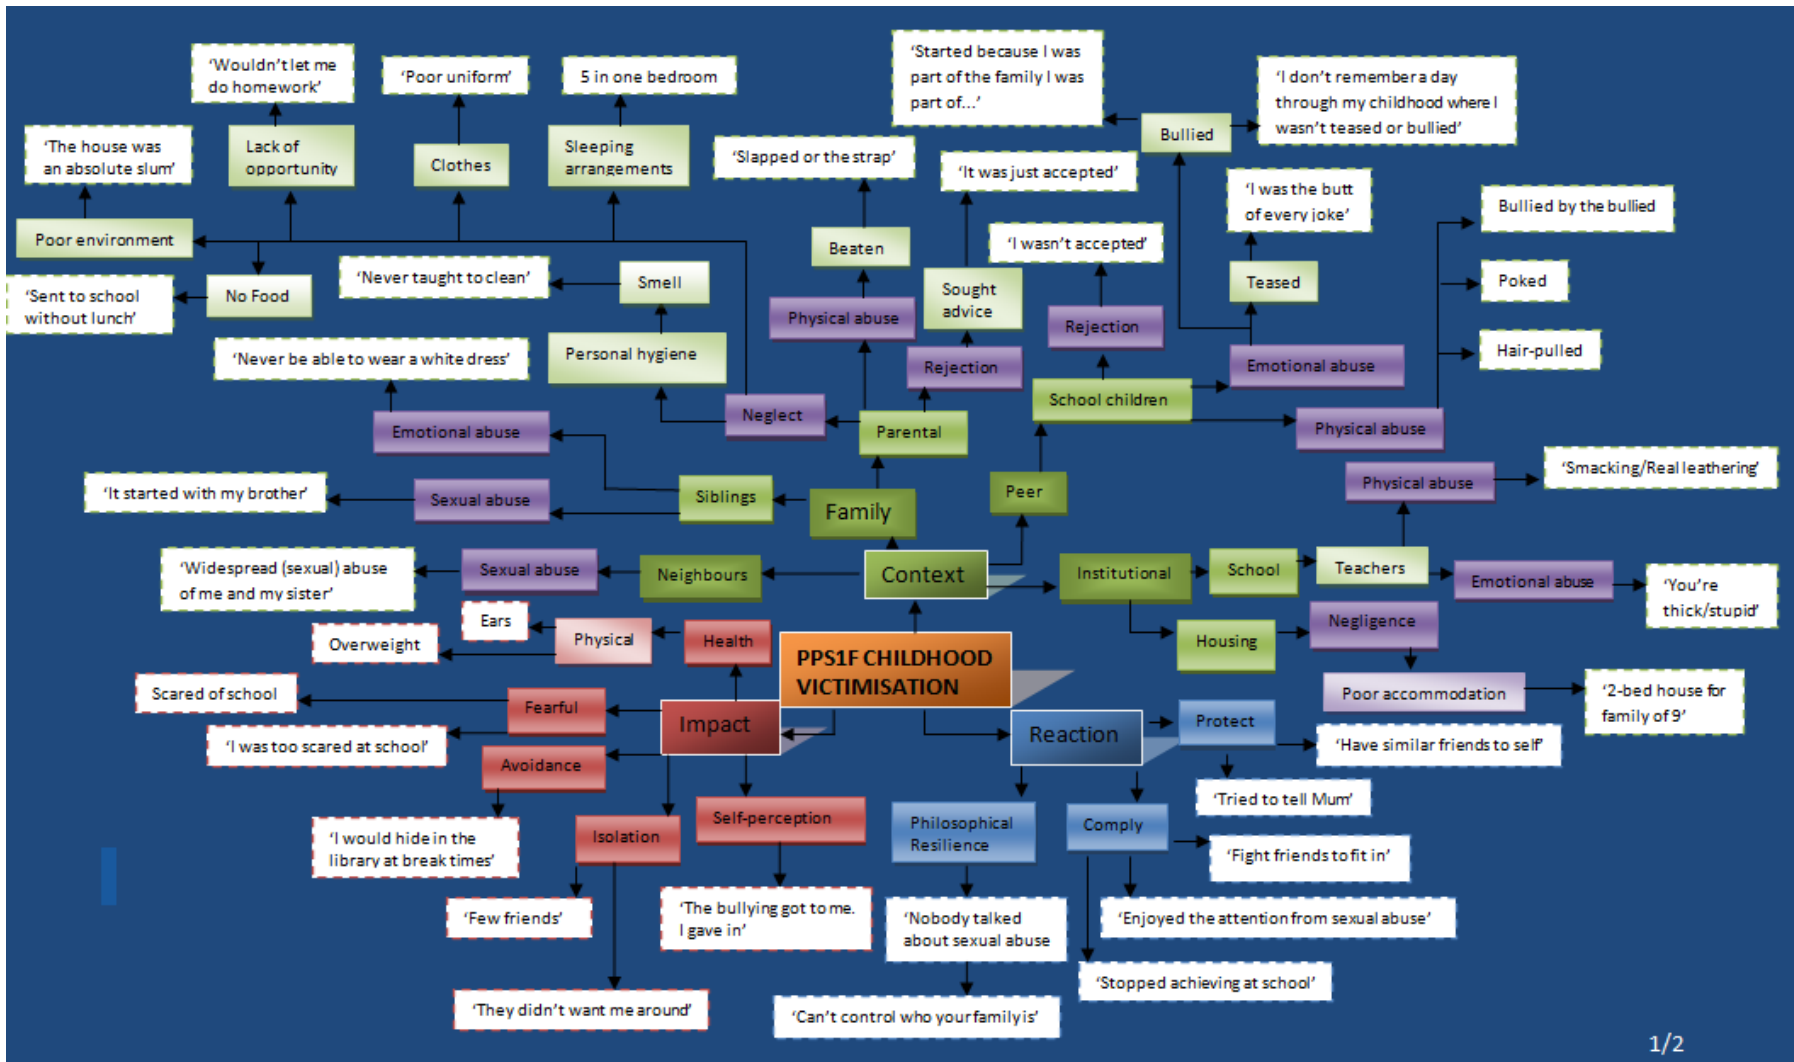 'Wouldn't let me
do homework'
'Poor uniform'
5 in one bedroom
'Started because I was
part of the family I was
part of...'
'I don't remember a day
through my childhood where I
wasn't teased or bullied'
'The house was
an absolute slum'
Lack of
opportunity
Clothes
Sleeping
arrangements
'Slapped or the strap'
'It was just accepted'
Bullied
'I was the butt
of every joke'
Bullied by the bullied
Poor environment
Beaten
'I wasn't accepted'
'Sent to school
without lunch'
No Food
'Never taught to clean'
Smell
Sought
advice
Teased
Poked
Physical abuse
Rejection
'Never be able to wear a white dress'
Personal hygiene
Rejection
Emotional abuse
Hair-pulled
Neglect
Parental
School children
Physical abuse
Emotional abuse
'It started with my brother'
Sexual abuse
Siblings
Family
Peer
Physical abuse
'Smacking/Real leathering'
'Widespread (sexual) abuse
of me and my sister'
Sexual abuse
Neighbours
Context
Institutional
School
Teachers
Emotional abuse
'You're
thick/stupid'
Ears
Overweight
Physical
Health
PPS1F CHILDHOOD
VICTIMISATION
Housing
Negligence
Poor accommodation
'2-bed house for
family of 9'
Scared of school
Fearful
Impact
Reaction
Protect
'I was too scared at school'
'Have similar friends to self'
Avoidance
'Tried to tell Mum'
'I would hide in the
library at break times'
Isolation
Self-perception
Philosophical
Resilience
Comply
'Fight friends to fit in'
'Few friends'
'The bullying got to me.
I gave in'
'Nobody talked
about sexual abuse
'Enjoyed the attention from sexual abuse'
'Stopped achieving at school'
'They didn't want me around'
'Can't control who your family is'
1/2